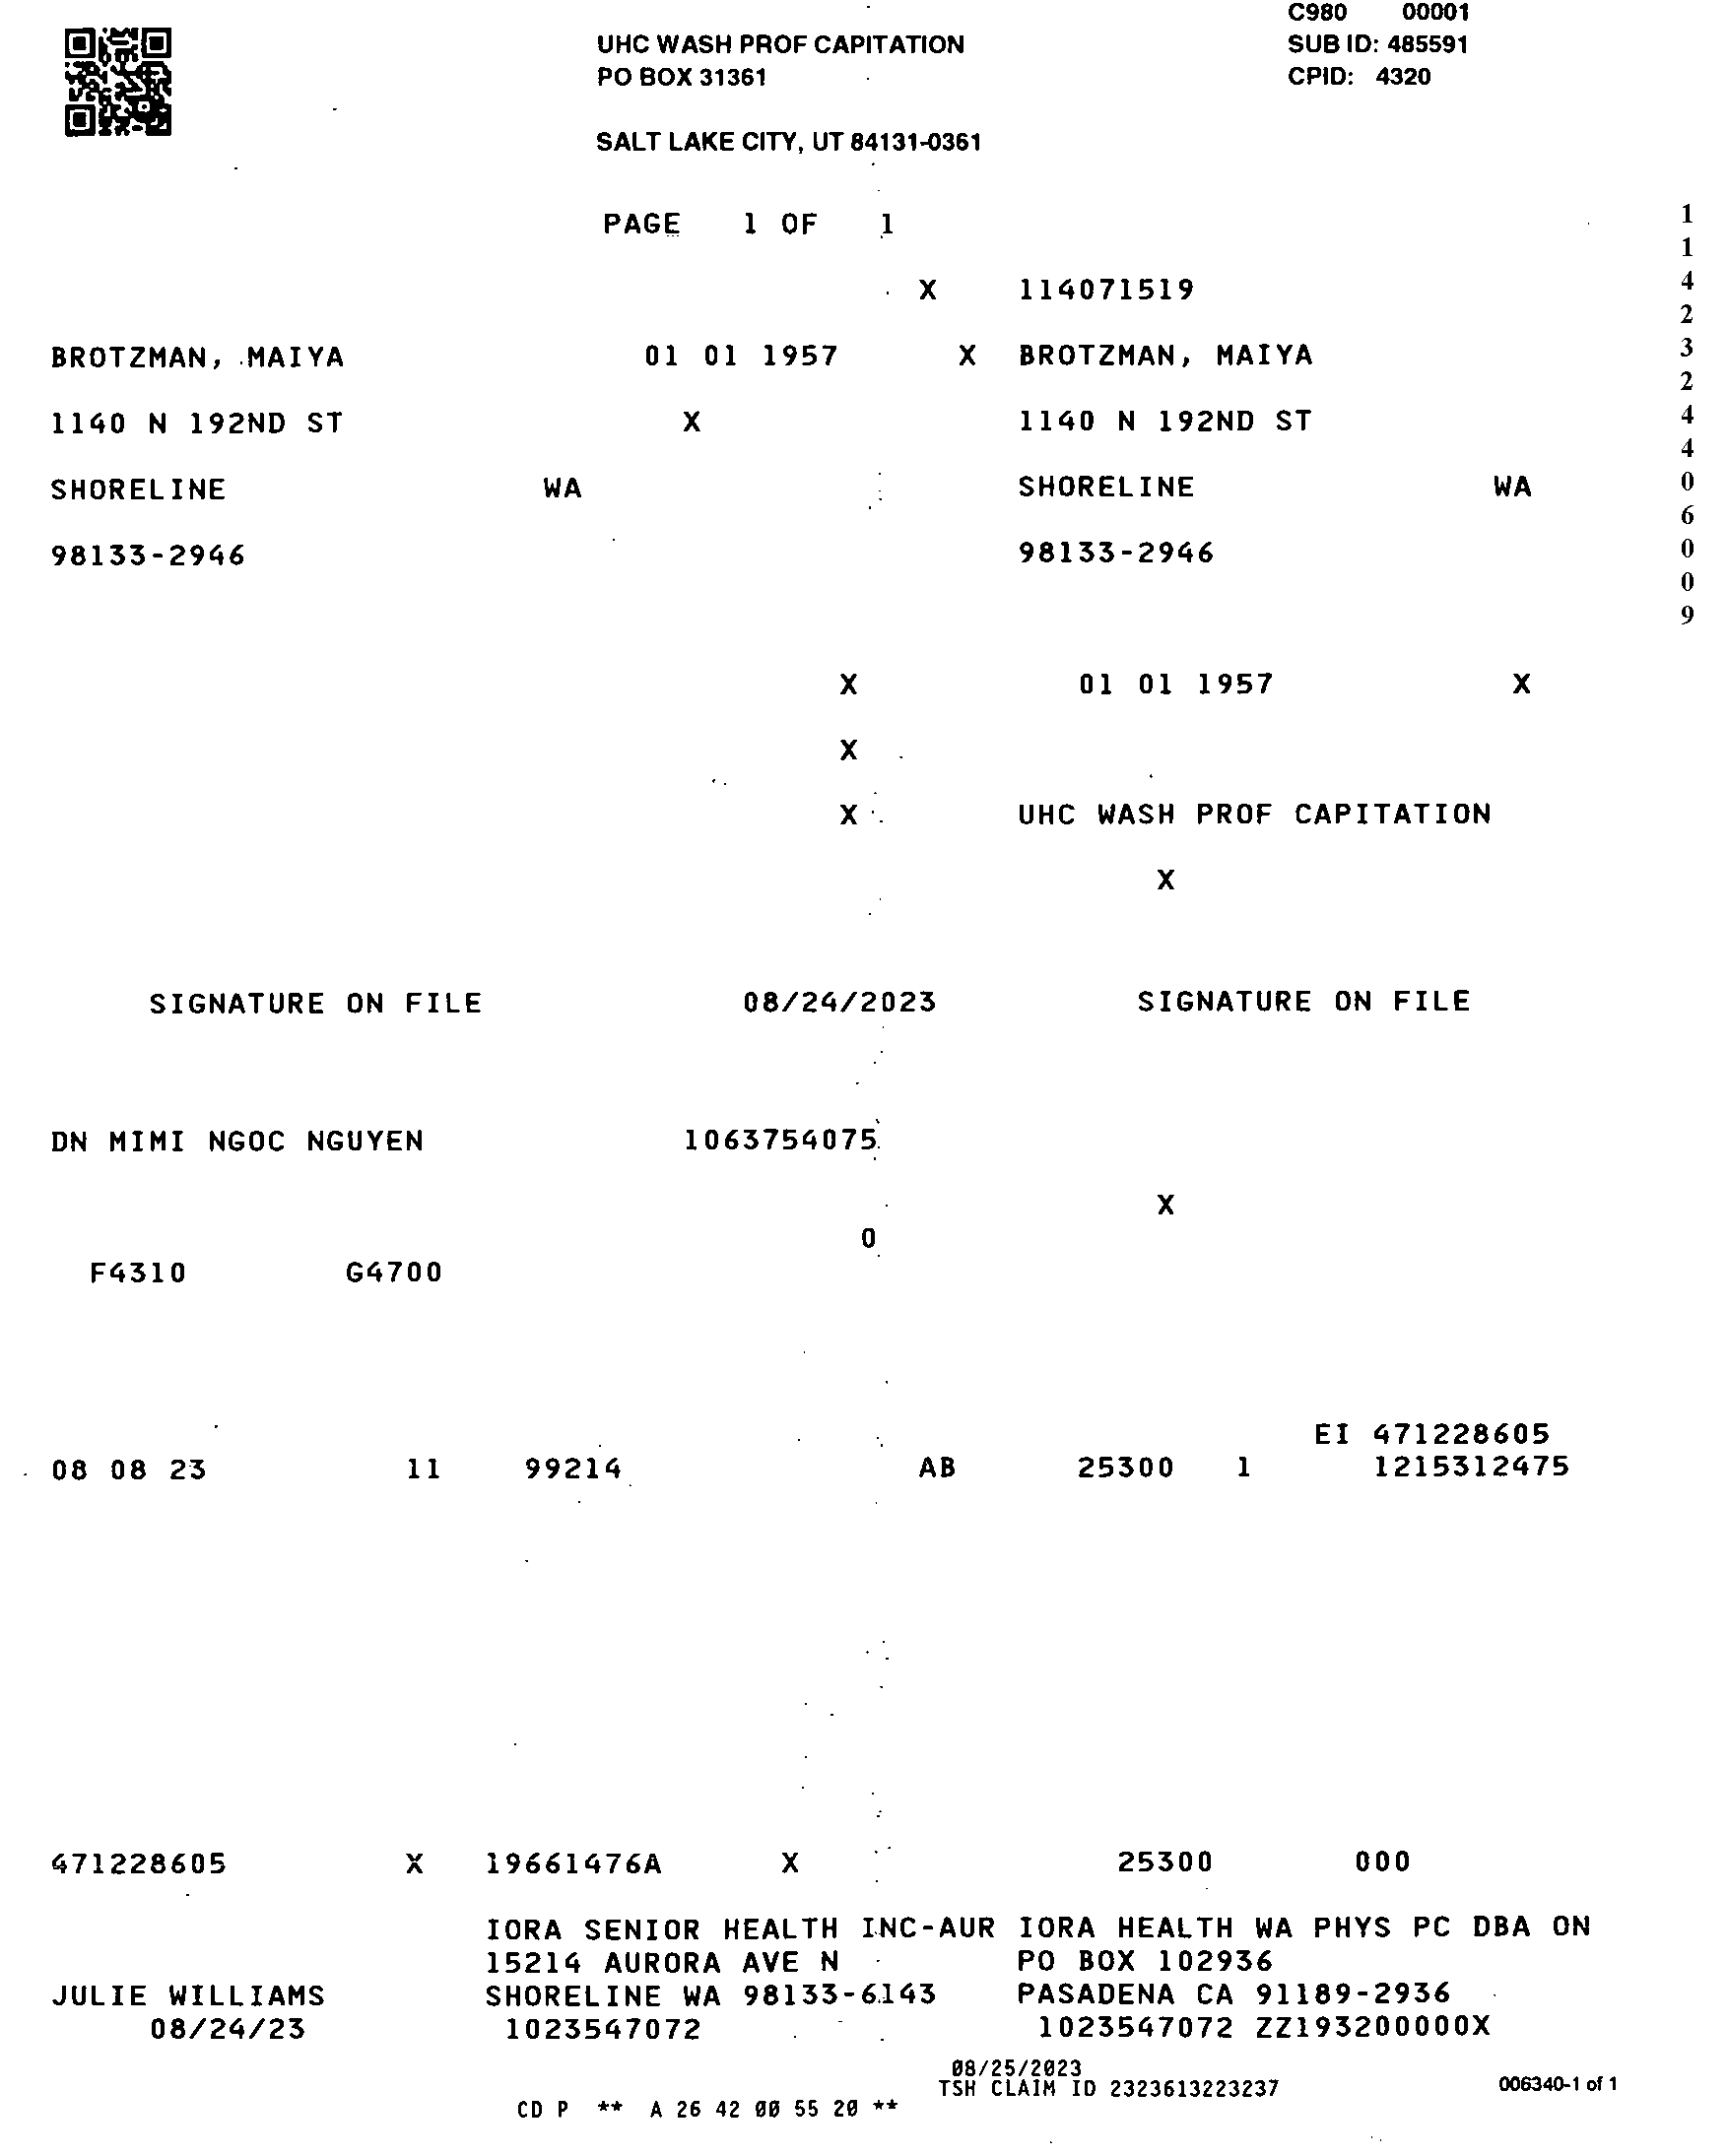 C980 00001
UHC WASH PROF CAPITATION SUB ID: 485591
PO BOX 31361 CPID: 4320
SALT LAKE CITY, UT 84131-0361
PAGE 1 OF 1
X 114071519
BROTZMAN, MAIYA 01 01 1957 X BROTZMAN, MAIYA
1140 N 192ND ST X 1140 N 192ND ST
SHORELINE WA SHORELINE WA
98133-2946 98133-2946
1
1
4
2
3
2
4
4
0
6
0
0
9
X 01 01 1957 X
X
X UHC WASH PROF CAPITATION
X
SIGNATURE ON FILE 08/24/2023 SIGNATURE ON FILE
DN MIMI NGOC NGUYEN 1063754075
X
0
F4310 G4700
EI 471228605
08 08 23 11 99214 AB 25300 1 1215312475
471228605 X 19661476A X 25300 000
IORA SENIOR HEALTH INC-AUR IORA HEALTH WA PHYS PC DBA ON
15214 AURORA AVE N PO BOX 102936
JULIE WILLIAMS SHORELINE WA 98133-6143 PASADENA CA 91189-2936
08/24/23 1023547072 1023547072 ZZ193200000X
08/25/2023
TSH CLAIM ID 2323613223237 006340-1 of 1
CD P ** A 26 42 00 55 20 **